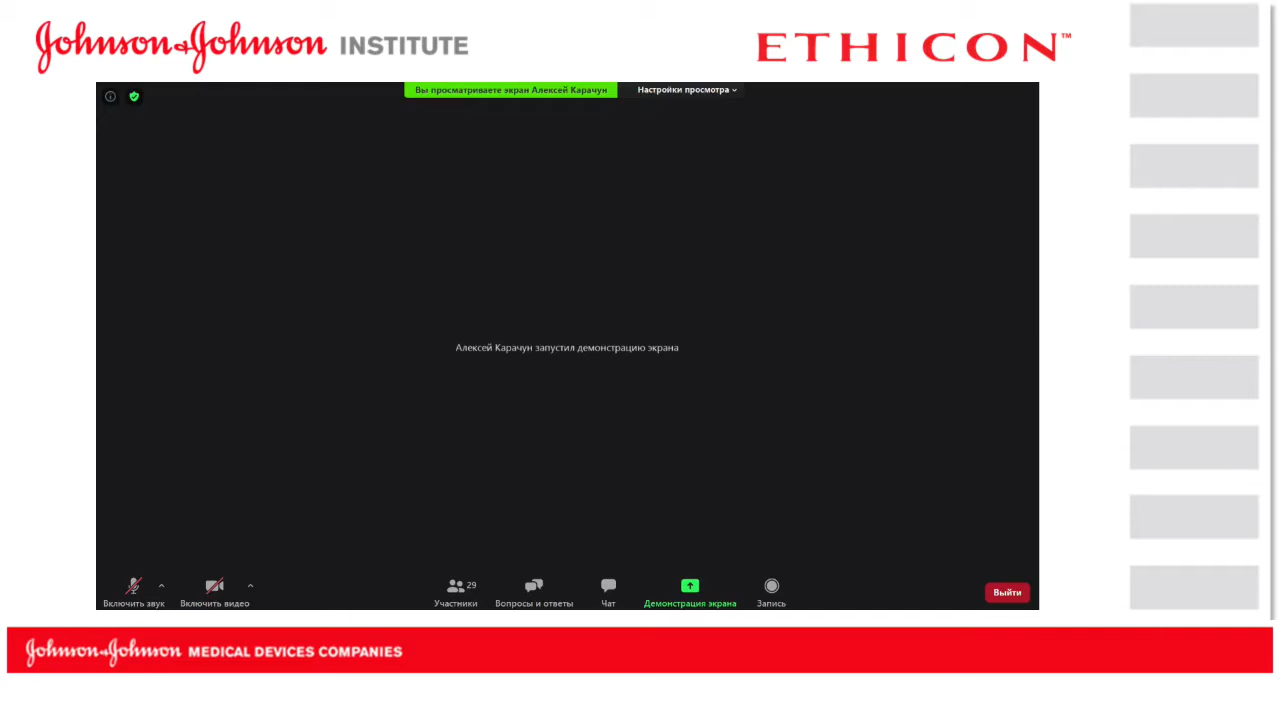 Johnson & Johnson INSTITUTE
ETHICON™
Вы просматриваете экран Алексей Карачун
Настройки просмотра
Алексей Карачун запустил демонстрацию экрана
29
Включить звук
Включить видео
Участники
Вопросы и ответы
Чат
Демонстрация экрана
Запись
Выйти
Johnson & Johnson MEDICAL DEVICES COMPANIES